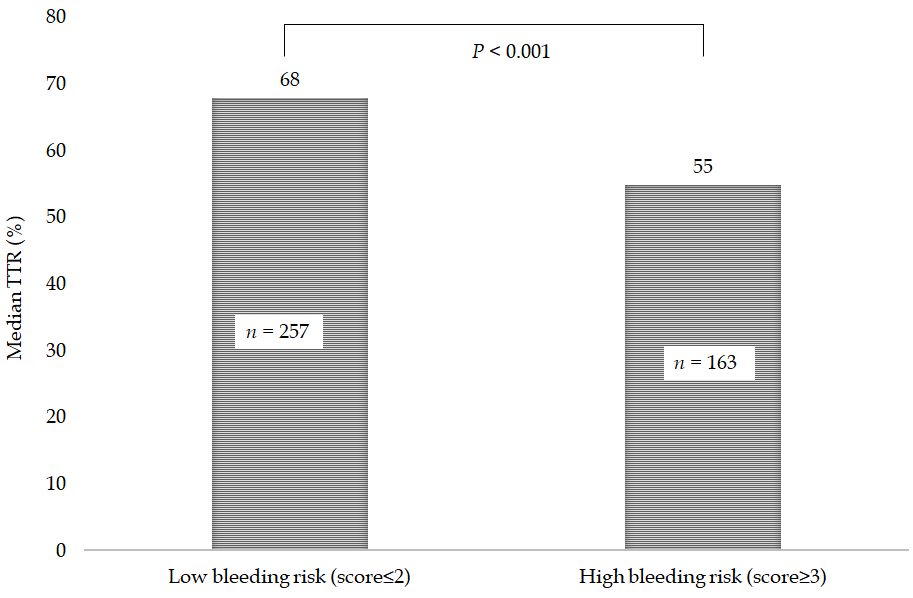 80
P < 0.001
70
68
60
55
50
Median TTR (%)
40
30
n = 257
n = 163
20
10
0
Low bleeding risk (score≤2)
High bleeding risk (score≥3)